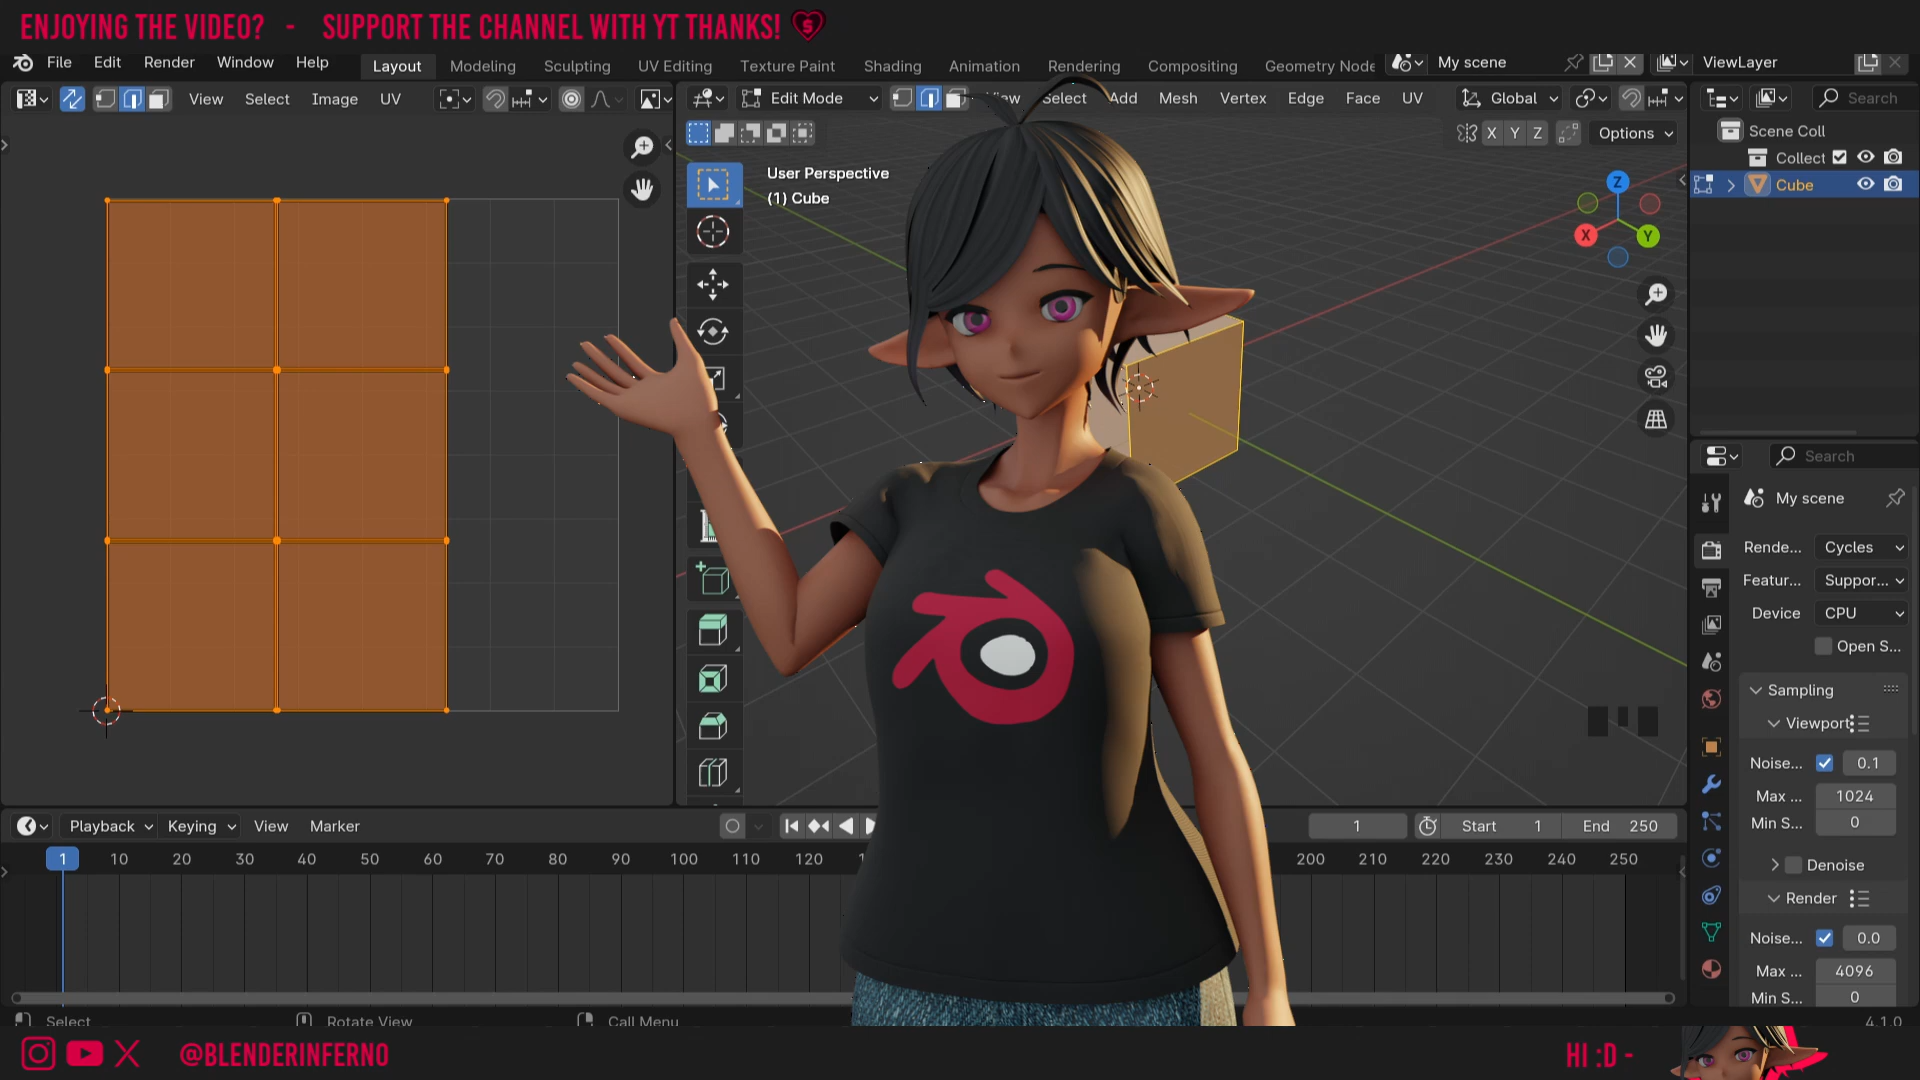 ENJOYING THE VIDEO? - SUPPORT THE CHANNEL WITH YT THANKS!
File Edit Render Window Help Layout Modeling Sculpting UV Editing Texture Paint Shading Animation Rendering Compositing Geometry Node My scene ViewLayer
View Select Image UV
Edit Mode Select Add Mesh Vertex Edge Face UV Global
Search
X Y Z Options
Scene Coll
Collect
Cube
User Perspective
(1) Cube
Z
X
Y
Search
My scene
Rende... Cycles
Featur... Suppor...
Device CPU
Open S...
Sampling
Viewport
Noise... 0.1
Max ... 1024
Min S... 0
Denoise
Render
Noise... 0.0
Max ... 4096
Min S... 0
Playback Keying View Marker 1 Start 1 End 250
1 10 20 30 40 50 60 70 80 90 100 110 120 200 210 220 230 240 250
Select Rotate View Call Menu 4.1.0
@BLENDERINFERNO
HI :D -